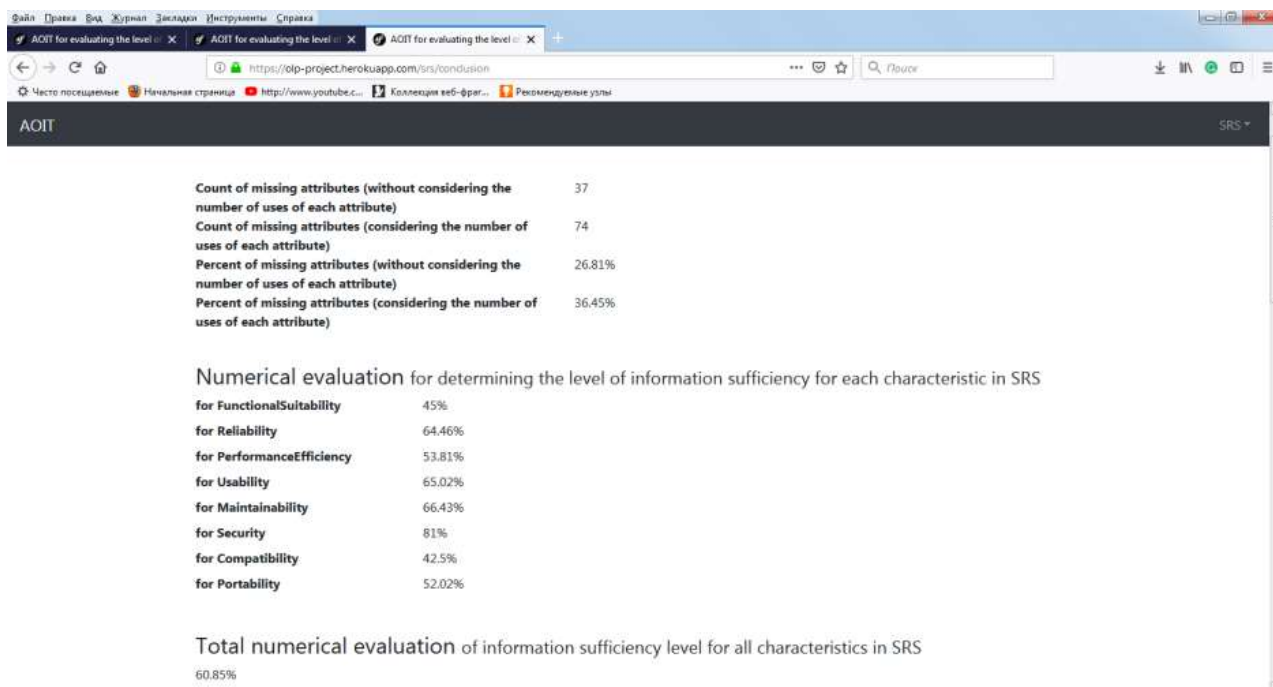 Файл Правка Вид Журнал Закладки Инструменты Справка
AOIT for evaluating the level of
AOIT for evaluating the level of
AOIT for evaluating the level of
https://olp-project.herokuapp.com/srs/conclusion
Поиск
Часто посещаемые Начальная страница http://www.youtube.c... Коллекция веб-фраг... Рекомендуемые узлы
AOIT SRS
Count of missing attributes (without considering the 37
number of uses of each attribute)
Count of missing attributes (considering the number of 74
uses of each attribute)
Percent of missing attributes (without considering the 26.81%
number of uses of each attribute)
Percent of missing attributes (considering the number of 36.45%
uses of each attribute)
Numerical evaluation for determining the level of information sufficiency for each characteristic in SRS
for FunctionalSuitability 45%
for Reliability 64.46%
for PerformanceEfficiency 53.81%
for Usability 65.02%
for Maintainability 66.43%
for Security 81%
for Compatibility 42.5%
for Portability 52.02%
Total numerical evaluation of information sufficiency level for all characteristics in SRS
60.85%